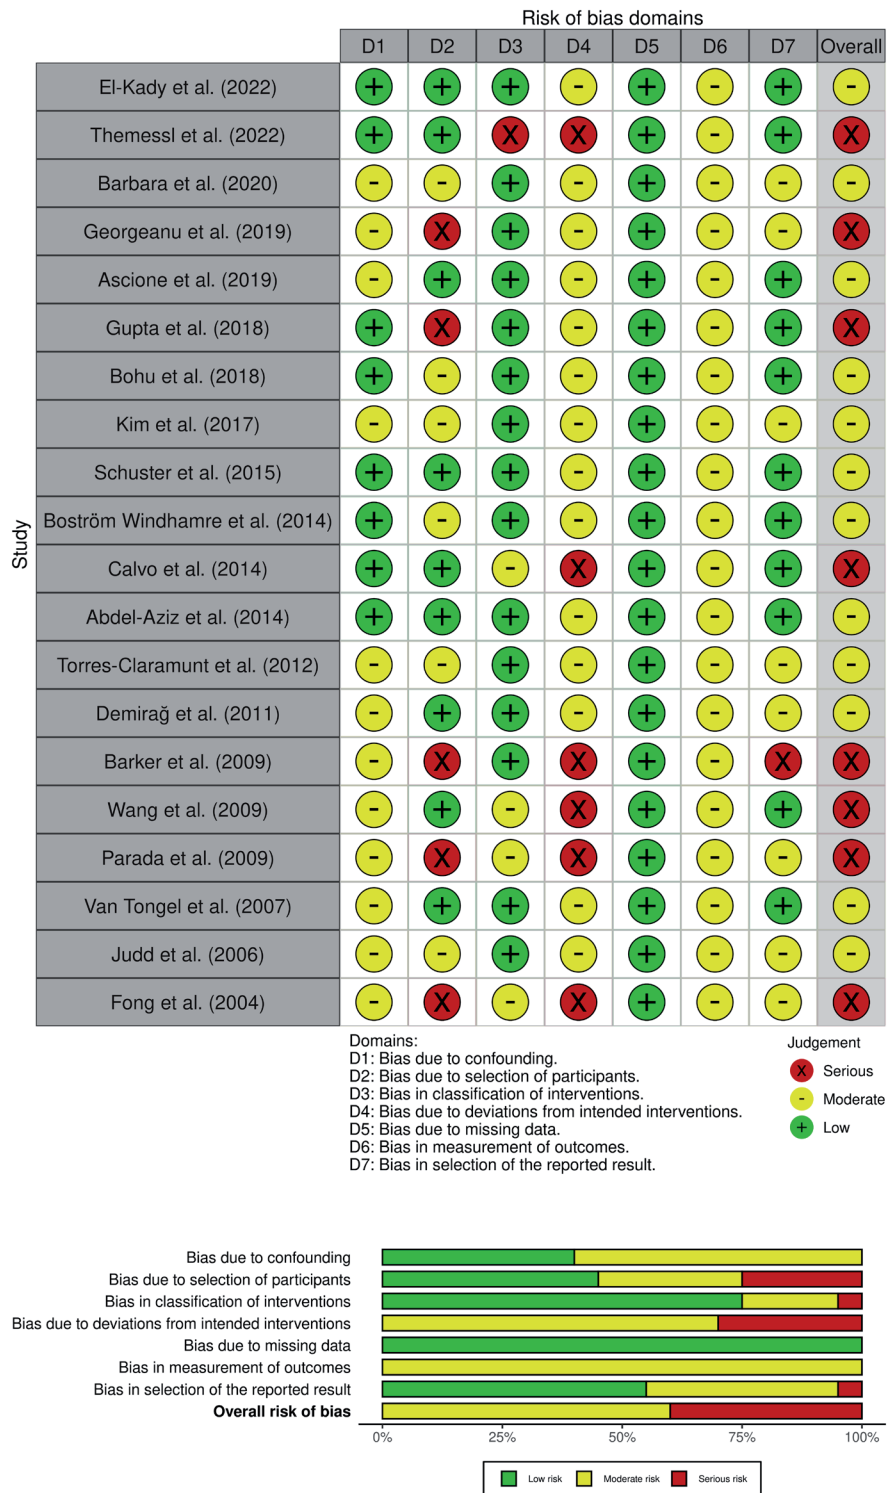 Risk of bias domains
D1 D2 D3 D4 D5 D6 D7 Overall
Study
El-Kady et al. (2022) + + + - + - + -
Themessl et al. (2022) + + X X + - + X
Barbara et al. (2020) - - + - + - - -
Georgeanu et al. (2019) - X + - + - - X
Ascione et al. (2019) - + + - + - + -
Gupta et al. (2018) + X + - + - + X
Bohu et al. (2018) + - + - + - + -
Kim et al. (2017) - - + - + - - -
Schuster et al. (2015) + + + - + - + -
Boström Windhamre et al. (2014) + - + - + - + -
Calvo et al. (2014) + + - X + - + X
Abdel-Aziz et al. (2014) + + + - + - + -
Torres-Claramunt et al. (2012) - - + - + - - -
Demirağ et al. (2011) - + + - + - - -
Barker et al. (2009) - X + X + - X X
Wang et al. (2009) - + - X + - + X
Parada et al. (2009) - X - X + - - X
Van Tongel et al. (2007) - + + - + - + -
Judd et al. (2006) - - + - + - - -
Fong et al. (2004) - X - X + - - X
Domains:
D1: Bias due to confounding.
D2: Bias due to selection of participants.
D3: Bias in classification of interventions.
D4: Bias due to deviations from intended interventions.
D5: Bias due to missing data.
D6: Bias in measurement of outcomes.
D7: Bias in selection of the reported result.
Judgement
X Serious
- Moderate
+ Low
Bias due to confounding
Bias due to selection of participants
Bias in classification of interventions
Bias due to deviations from intended interventions
Bias due to missing data
Bias in measurement of outcomes
Bias in selection of the reported result
Overall risk of bias
0% 25% 50% 75% 100%
Low risk Moderate risk Serious risk